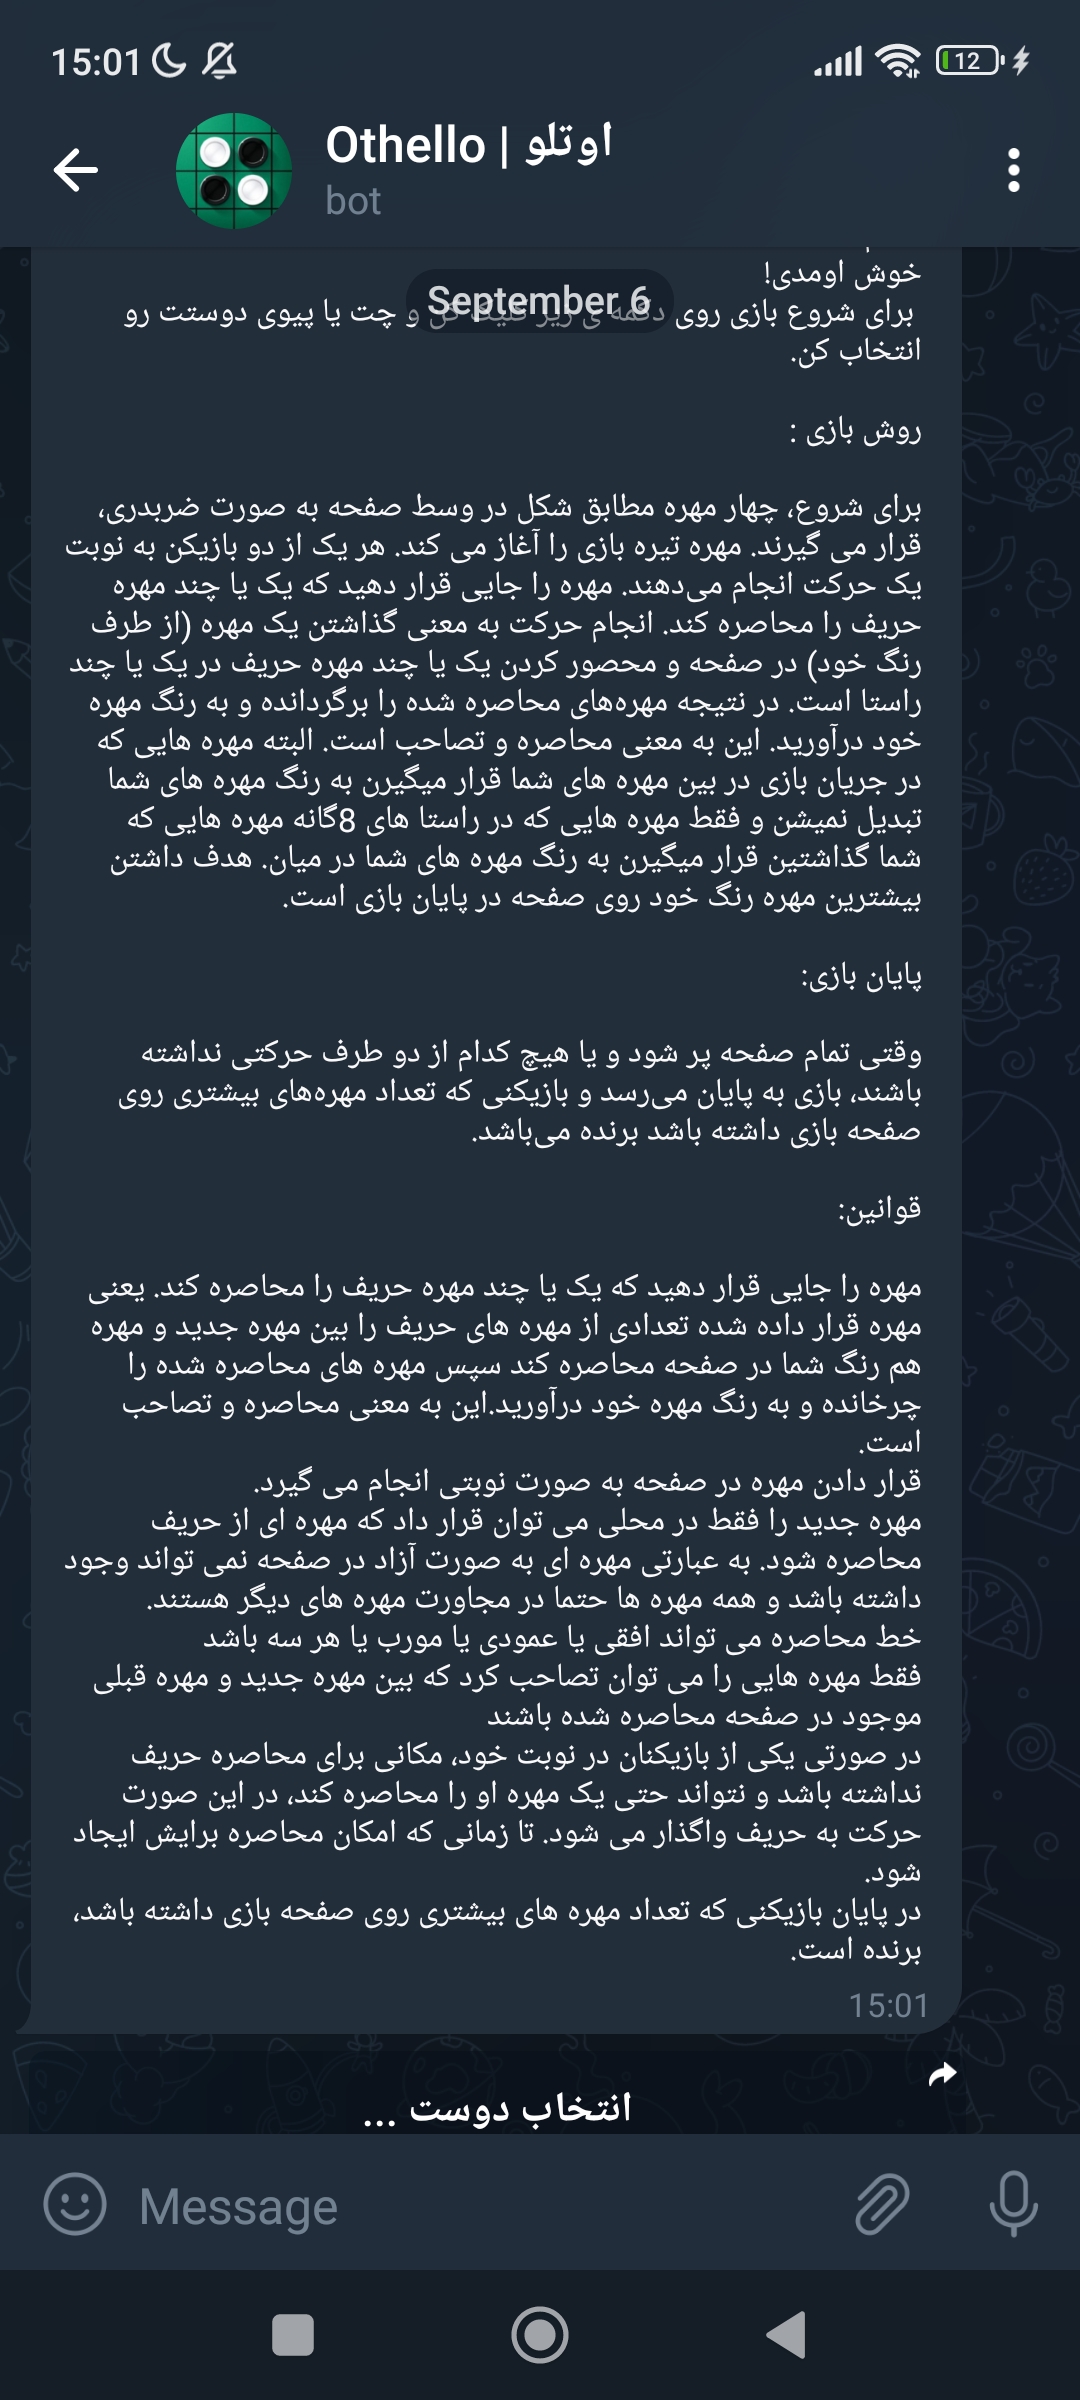 15:01
12
Othello | اوتلو
bot
خوش اومدی!
September 6
برای شروع بازی روی دکمه ی زیر کلیک کن و چت یا پیوی دوستت رو
انتخاب کن.
روش بازی :
برای شروع، چهار مهره مطابق شکل در وسط صفحه به صورت ضربدری،
قرار می گیرند. مهره تیره بازی را آغاز می کند. هر یک از دو بازیکن به نوبت
یک حرکت انجام می‌دهند. مهره را جایی قرار دهید که یک یا چند مهره
حریف را محاصره کند. انجام حرکت به معنی گذاشتن یک مهره (از طرف
رنگ خود) در صفحه و محصور کردن یک یا چند مهره حریف در یک یا چند
راستا است. در نتیجه مهره‌های محاصره شده را برگردانده و به رنگ مهره
خود درآورید. این به معنی محاصره و تصاحب است. البته مهره هایی که
در جریان بازی در بین مهره های شما قرار میگیرن به رنگ مهره های شما
تبدیل نمیشن و فقط مهره هایی که در راستا های 8گانه مهره هایی که
شما گذاشتین قرار میگیرن به رنگ مهره های شما در میان. هدف داشتن
بیشترین مهره رنگ خود روی صفحه در پایان بازی است.
پایان بازی:
وقتی تمام صفحه پر شود و یا هیچ کدام از دو طرف حرکتی نداشته
باشند، بازی به پایان می‌رسد و بازیکنی که تعداد مهره‌های بیشتری روی
صفحه بازی داشته باشد برنده می‌باشد.
قوانین:
مهره را جایی قرار دهید که یک یا چند مهره حریف را محاصره کند. یعنی
مهره قرار داده شده تعدادی از مهره های حریف را بین مهره جدید و مهره
هم رنگ شما در صفحه محاصره کند سپس مهره های محاصره شده را
چرخانده و به رنگ مهره خود درآورید.این به معنی محاصره و تصاحب
است.
قرار دادن مهره در صفحه به صورت نوبتی انجام می گیرد.
مهره جدید را فقط در محلی می توان قرار داد که مهره ای از حریف
محاصره شود. به عبارتی مهره ای به صورت آزاد در صفحه نمی تواند وجود
داشته باشد و همه مهره ها حتما در مجاورت مهره های دیگر هستند.
خط محاصره می تواند افقی یا عمودی یا مورب یا هر سه باشد
فقط مهره هایی را می توان تصاحب کرد که بین مهره جدید و مهره قبلی
موجود در صفحه محاصره شده باشند
در صورتی یکی از بازیکنان در نوبت خود، مکانی برای محاصره حریف
نداشته باشد و نتواند حتی یک مهره او را محاصره کند، در این صورت
حرکت به حریف واگذار می شود. تا زمانی که امکان محاصره برایش ایجاد
شود.
در پایان بازیکنی که تعداد مهره های بیشتری روی صفحه بازی داشته باشد،
برنده است.
15:01
انتخاب دوست ...
Message